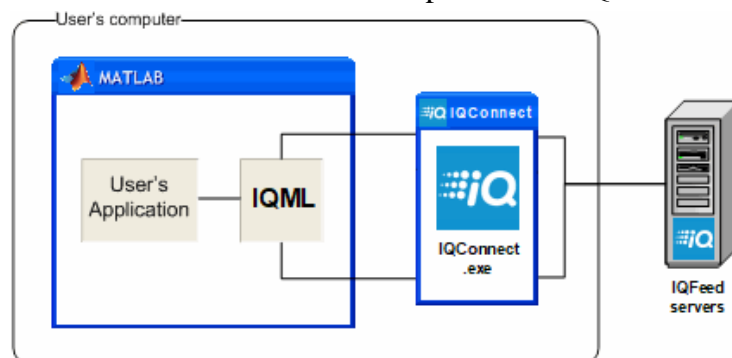 User's computer
MATLAB
iQ IQConnect
User's
Application
IQML
iQ
IQConnect
.exe
iQ
IQFeed
servers